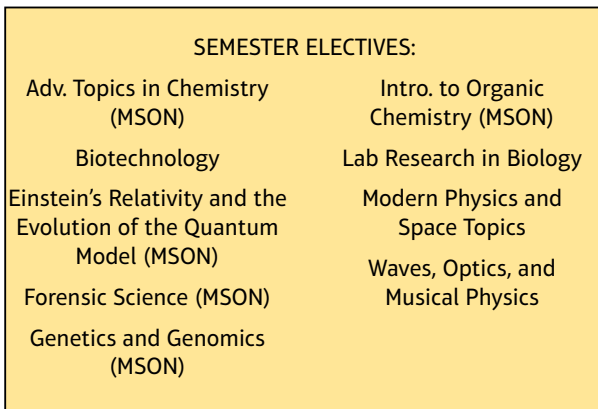 SEMESTER ELECTIVES:
Adv. Topics in Chemistry
(MSON)
Biotechnology
Einstein’s Relativity and the
Evolution of the Quantum
Model (MSON)
Forensic Science (MSON)
Genetics and Genomics
(MSON)
Intro. to Organic
Chemistry (MSON)
Lab Research in Biology
Modern Physics and
Space Topics
Waves, Optics, and
Musical Physics